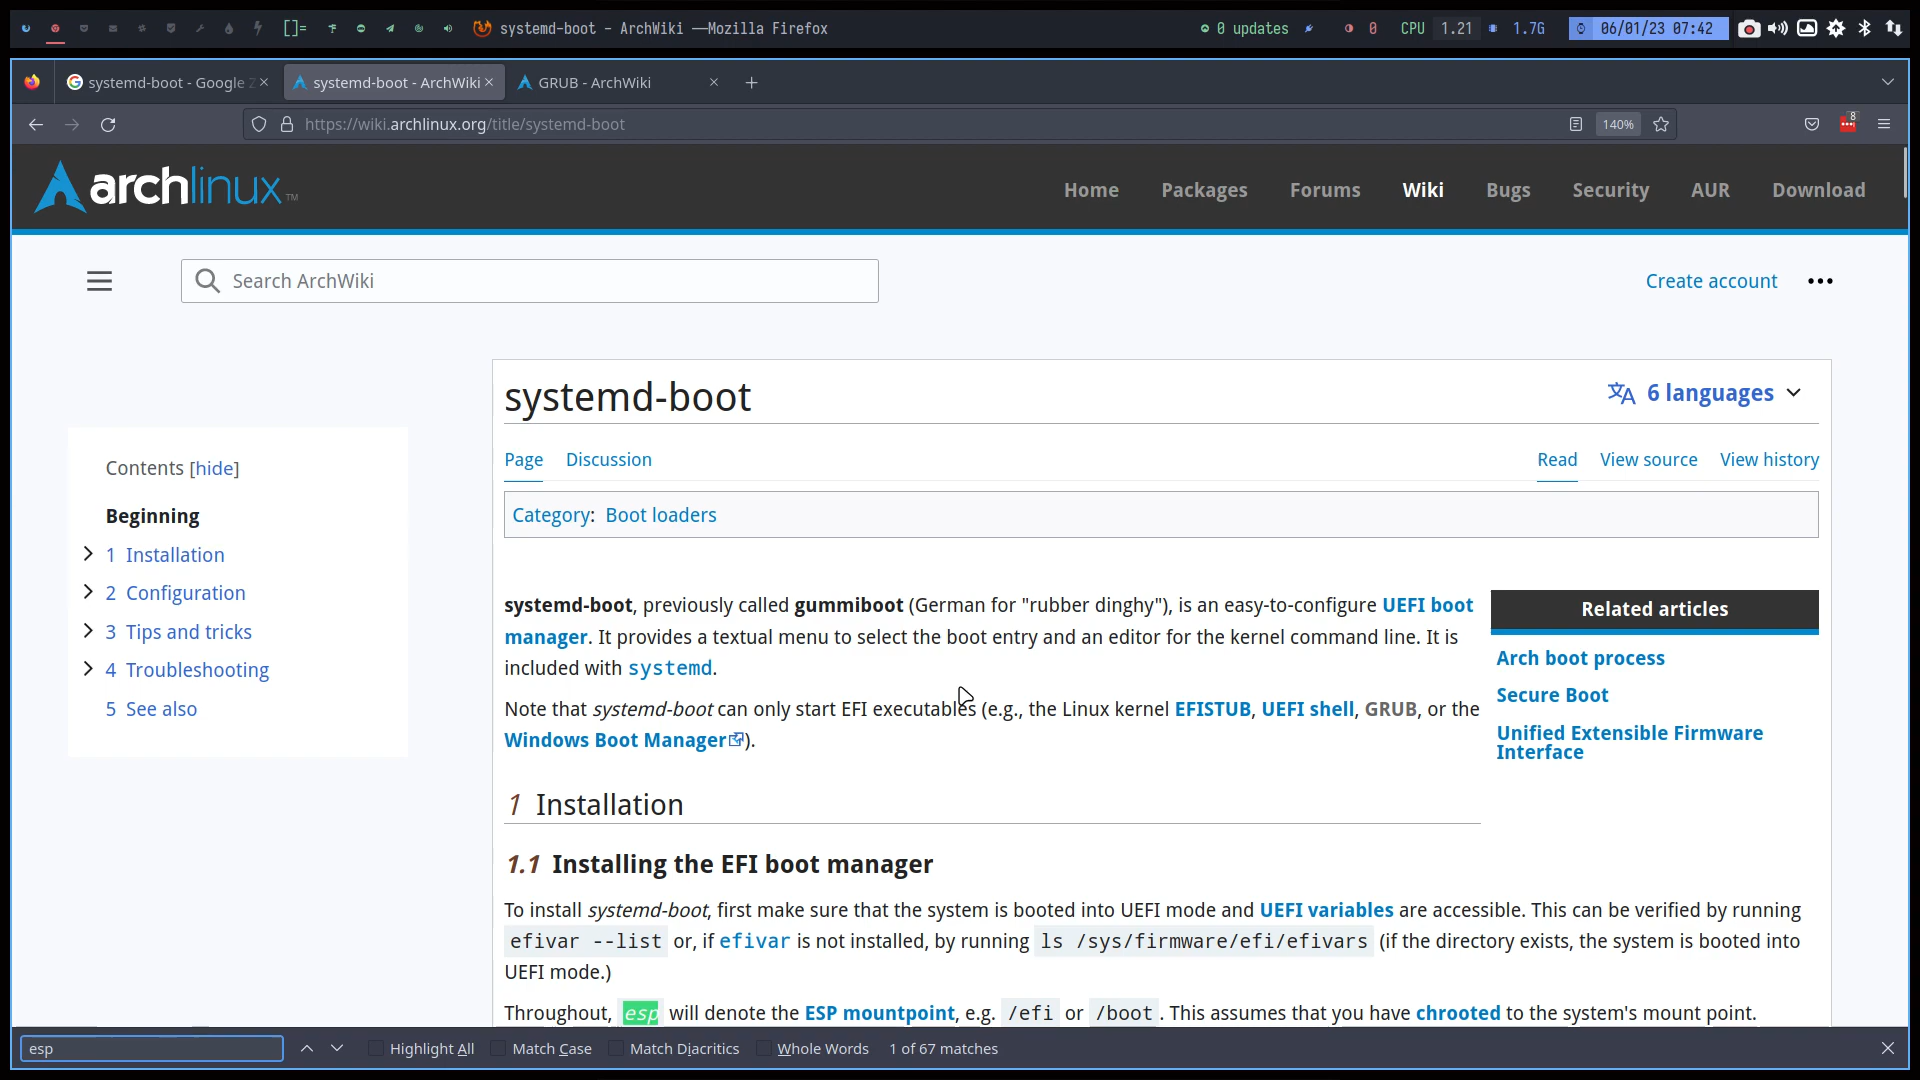 []= systemd-boot – ArchWiki —Mozilla Firefox 0 updates 0 CPU 1.21 1.7G 06/01/23 07:42
systemd-boot - Google systemd-boot - ArchWiki GRUB - ArchWiki
https://wiki.archlinux.org/title/systemd-boot 140% 8
archlinux™ Home Packages Forums Wiki Bugs Security AUR Download
Search ArchWiki Create account
systemd-boot 6 languages
Page Discussion Read View source View history
Category: Boot loaders
Contents [hide]
Beginning
1 Installation
2 Configuration
3 Tips and tricks
4 Troubleshooting
5 See also
systemd-boot, previously called gummiboot (German for "rubber dinghy"), is an easy-to-configure UEFI boot
manager. It provides a textual menu to select the boot entry and an editor for the kernel command line. It is
included with systemd.
Note that systemd-boot can only start EFI executables (e.g., the Linux kernel EFISTUB, UEFI shell, GRUB, or the
Windows Boot Manager).
Related articles
Arch boot process
Secure Boot
Unified Extensible Firmware
Interface
1 Installation
1.1 Installing the EFI boot manager
To install systemd-boot, first make sure that the system is booted into UEFI mode and UEFI variables are accessible. This can be verified by running
efivar --list or, if efivar is not installed, by running ls /sys/firmware/efi/efivars (if the directory exists, the system is booted into
UEFI mode.)
Throughout, esp will denote the ESP mountpoint, e.g. /efi or /boot. This assumes that you have chrooted to the system's mount point.
esp Highlight All Match Case Match Diacritics Whole Words 1 of 67 matches